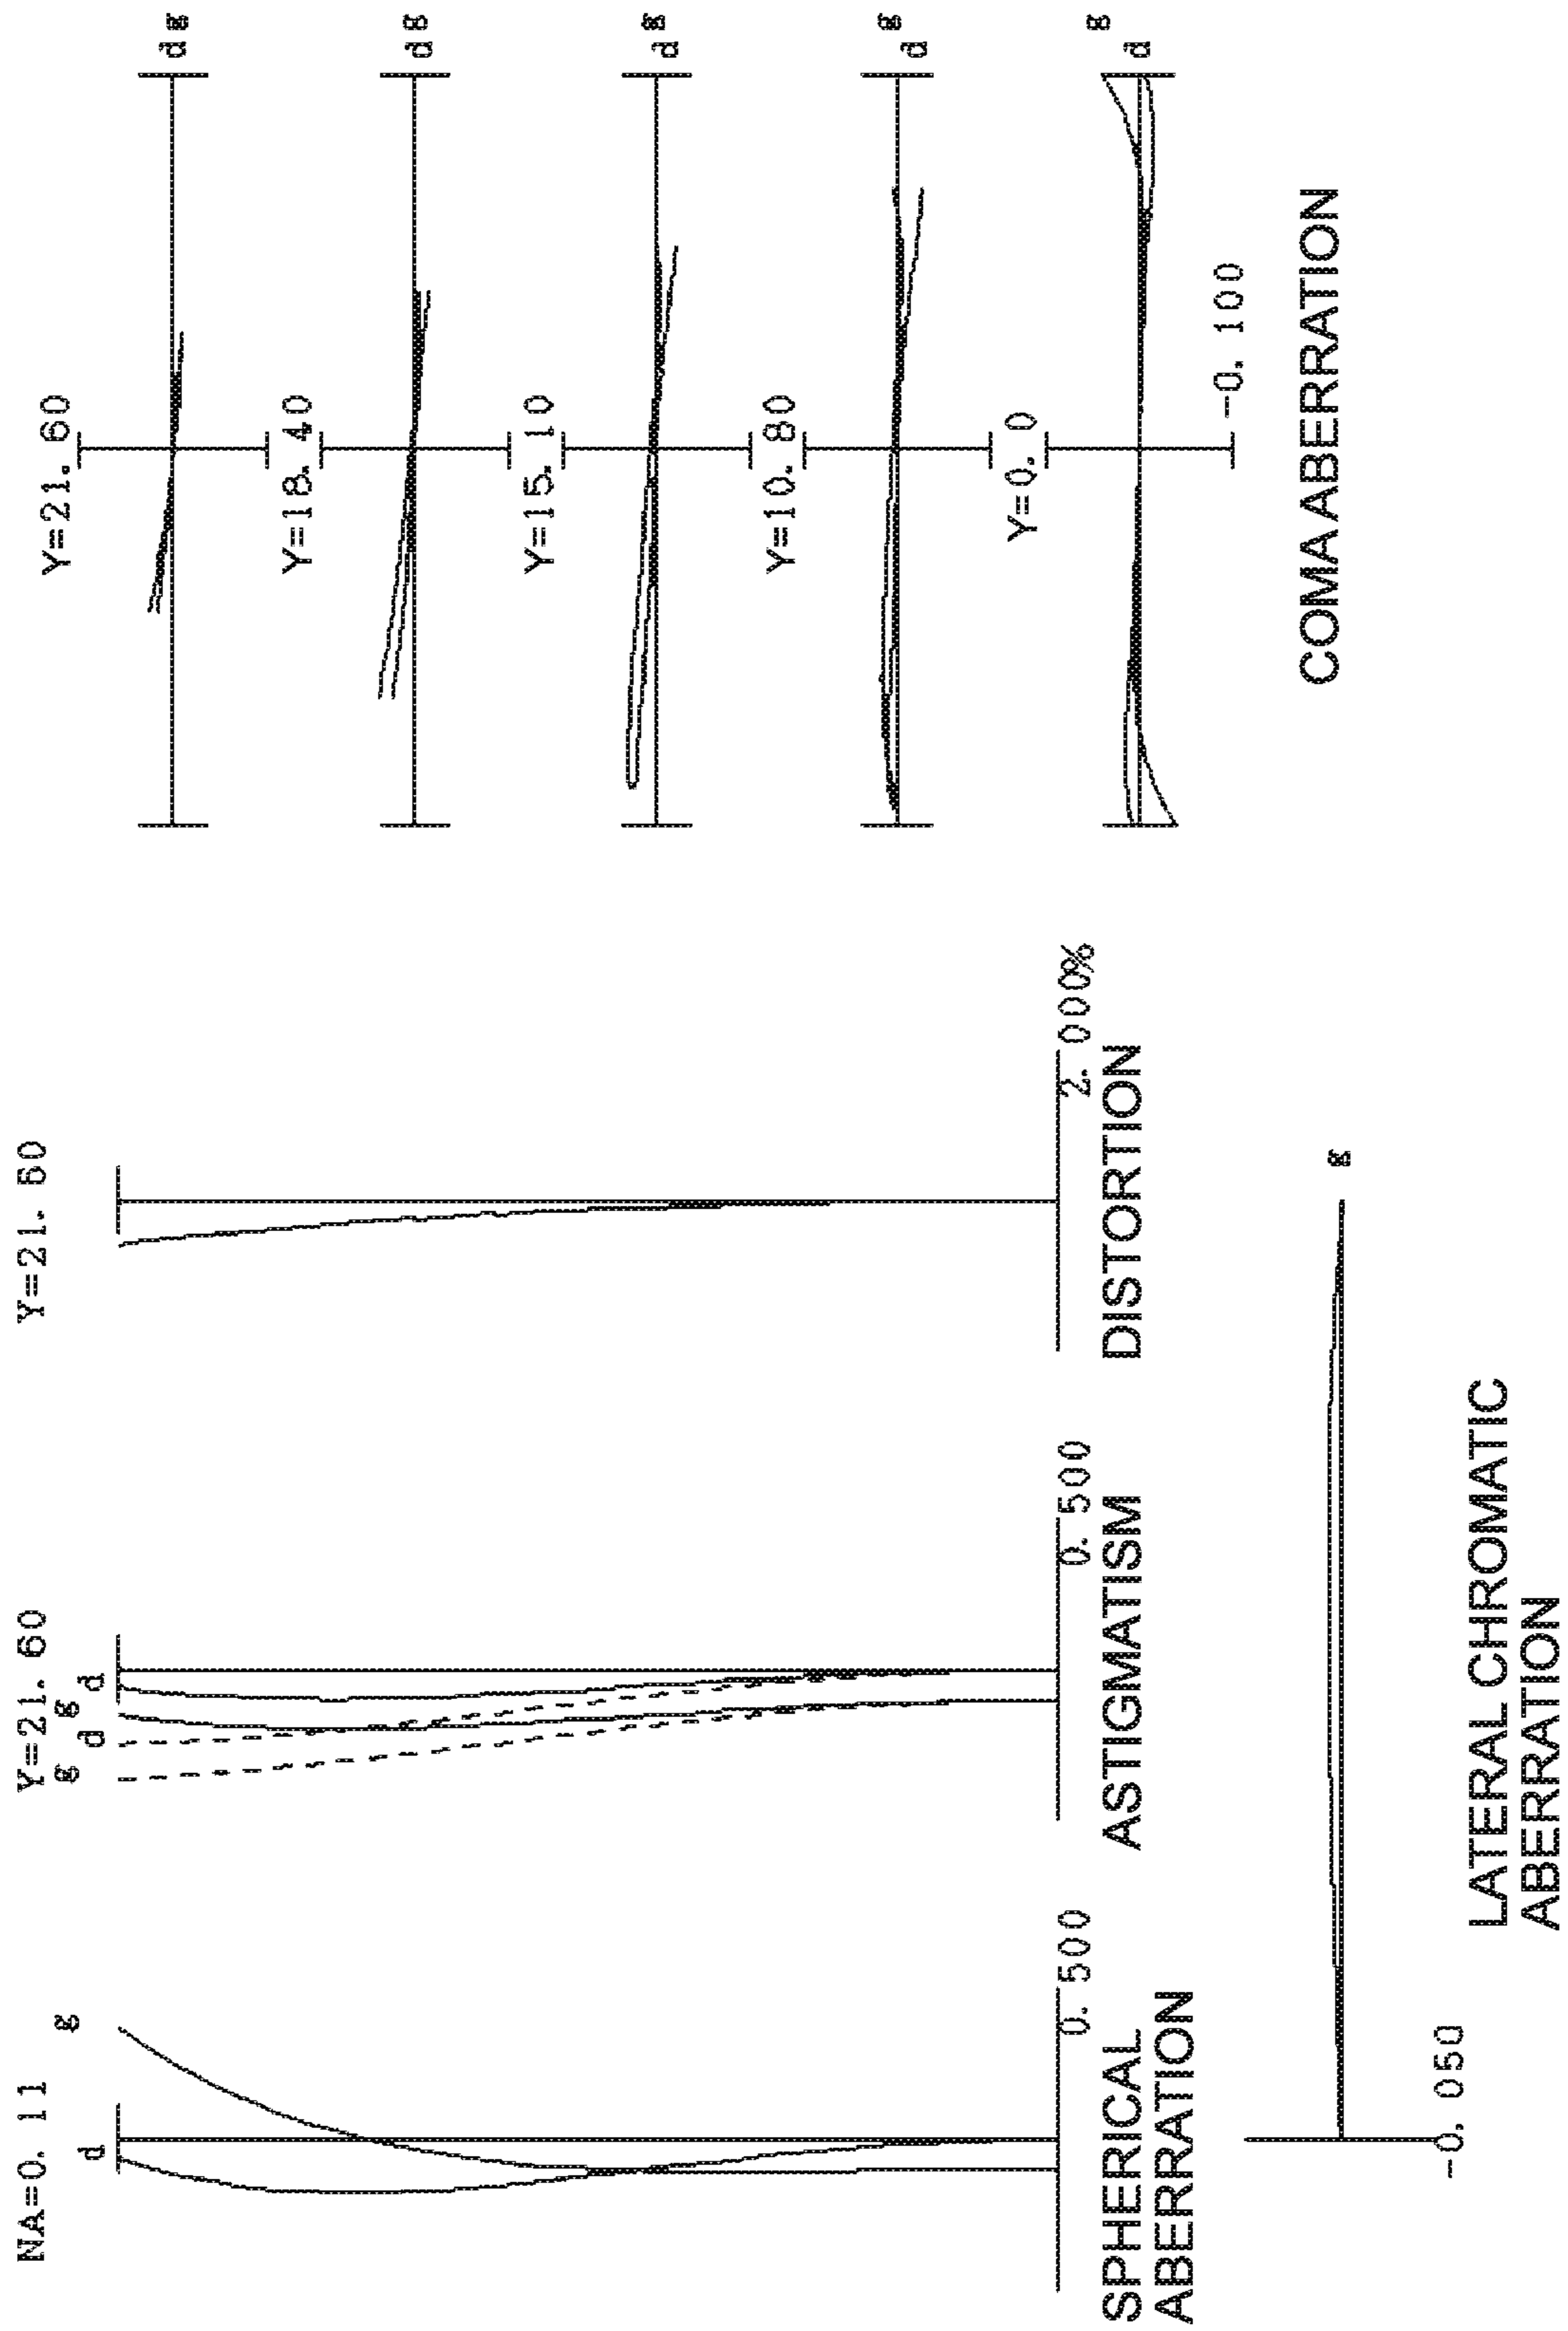 NA=0.11
d
g
0.500
SPHERICAL
ABERRATION
Y=21.60
g
d
g
d
0.500
ASTIGMATISM
Y=21.60
2.000%
DISTORTION
g
-0.050
LATERAL CHROMATIC
ABERRATION
Y=21.60
d g
Y=18.40
d g
Y=15.10
d g
Y=10.80
d g
Y=0.0
g
d
-0.100
COMA ABERRATION